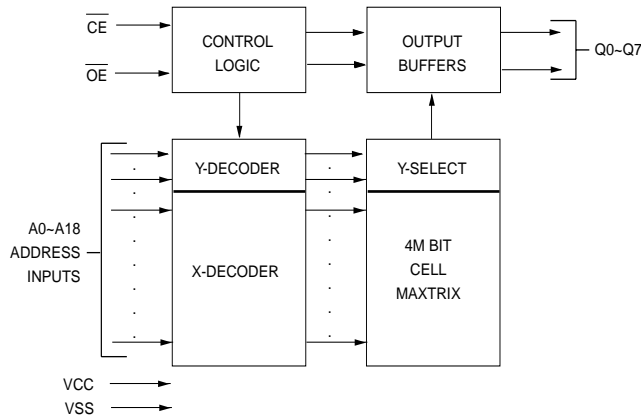 CE
OE
CONTROL
LOGIC
OUTPUT
BUFFERS
Q0~Q7
A0~A18
ADDRESS
INPUTS
Y-DECODER
X-DECODER
Y-SELECT
4M BIT
CELL
MAXTRIX
VCC
VSS